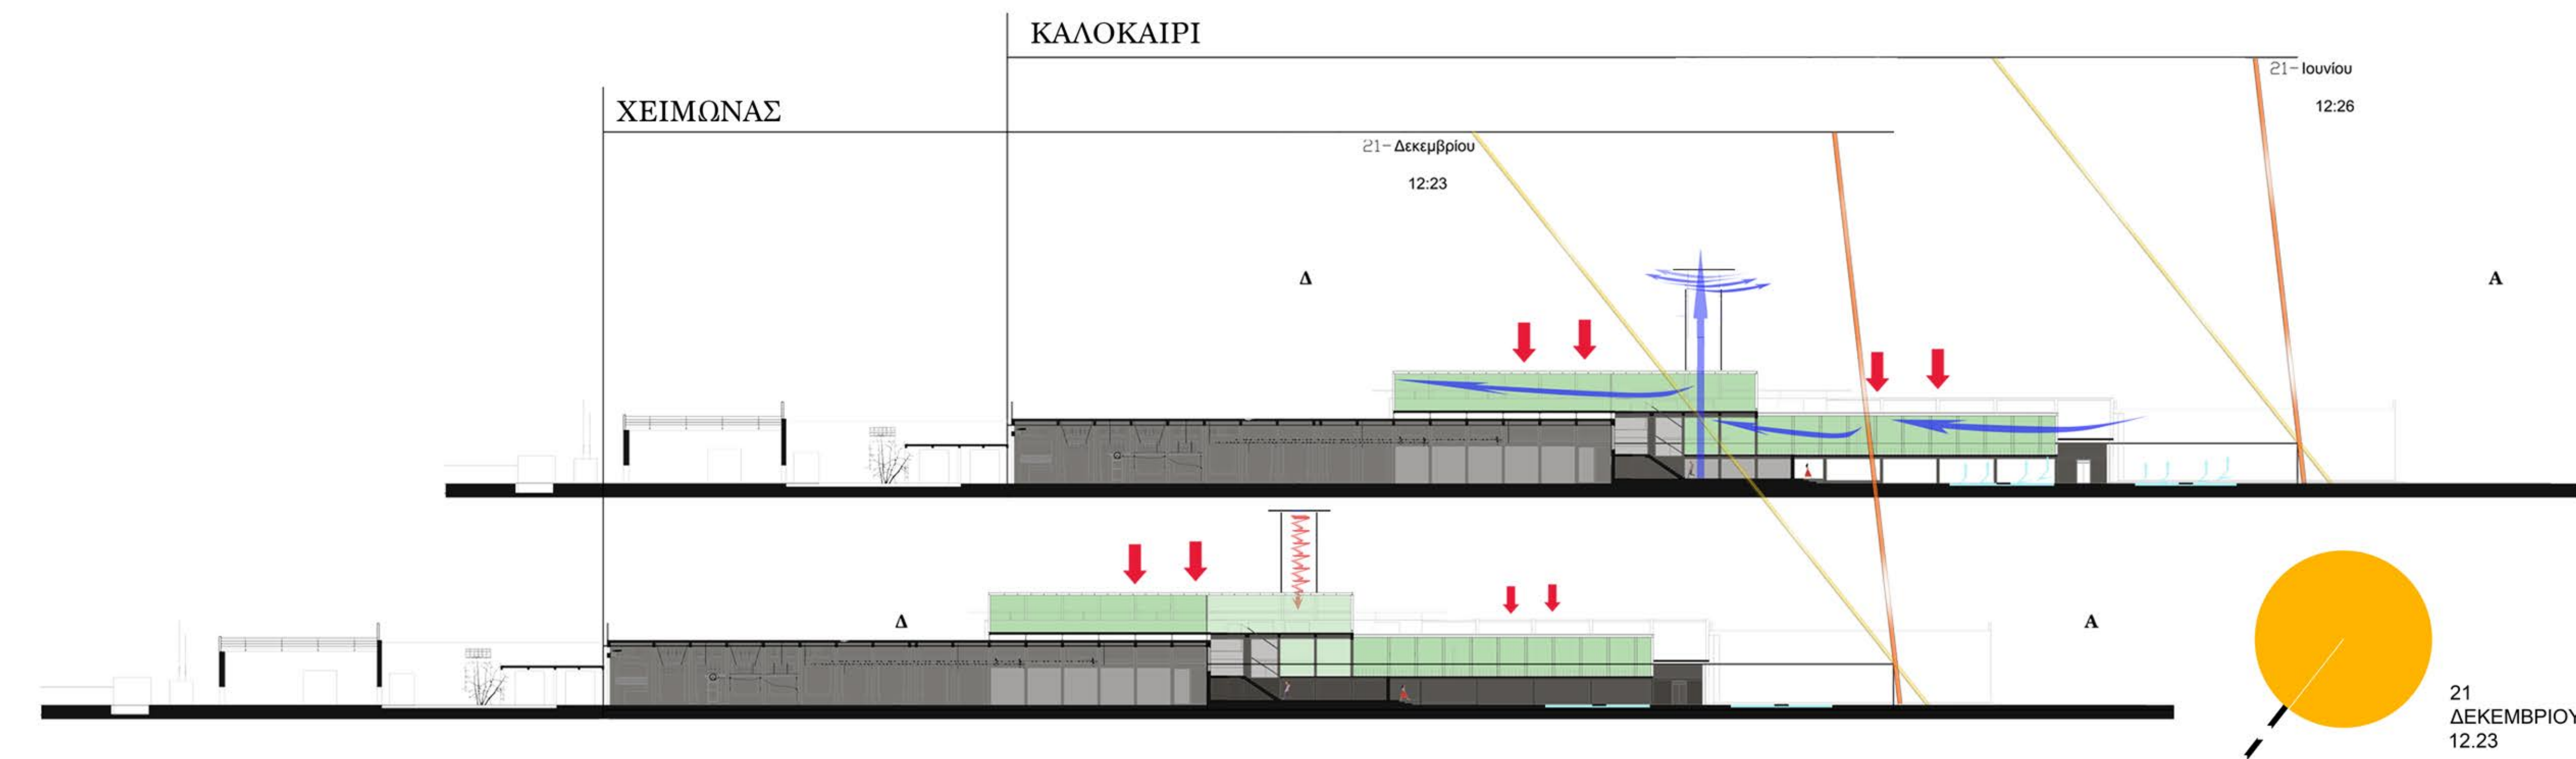 ΚΑΛΟΚΑΙΡΙ
21- Ιουνίου
12:26
ΧΕΙΜΩΝΑΣ
21- Δεκεμβρίου
12:23
Δ
Α
Δ
Α
21
ΔΕΚΕΜΒΡΙΟΥ
12.23